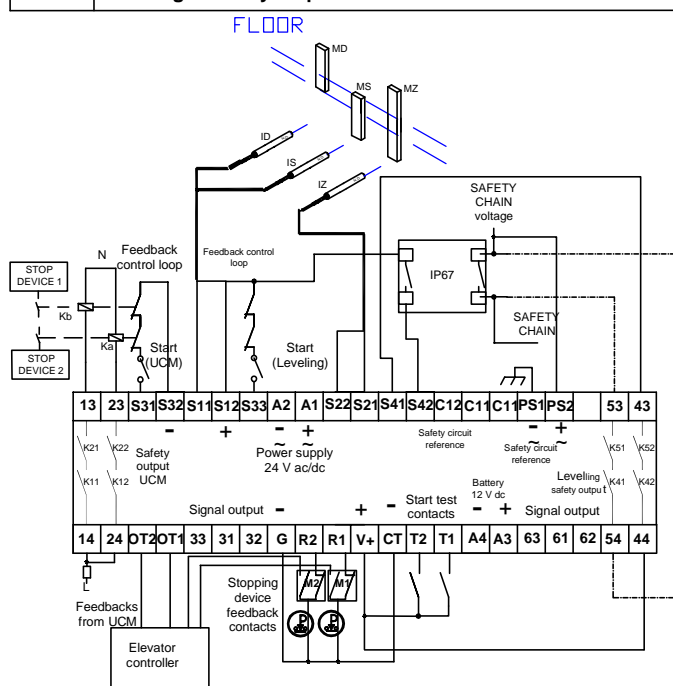 FLOOR
MD
MS
MZ
ID
IS
IZ
SAFETY
CHAIN
voltage
N
Feedback
control loop
Feedback control
loop
IP67
STOP
DEVICE 1
Kb
SAFETY
CHAIN
Ka
STOP
DEVICE 2
Start
(UCM)
Start
(Leveling)
13 23 S31 S32 S11 S12 S33 A2 A1 S22 S21 S41 S42 C12 C11 C11 PS1 PS2 53 43
- + - + - +
~ ~ ~ ~
K21 K22 Safety
output
UCM
Power supply
24 V ac/dc
Safety circuit
reference
Safety circuit
reference
K51 K52
K11 K12
Battery
12 V dc
Levelling
safety output
K41 K42
Signal output - + - Start test
contacts
- + Signal output
14 24 OT2 OT1 33 31 32 G R2 R1 V+ CT T2 T1 A4 A3 63 61 62 54 44
L
Feedbacks
from UCM
Stopping
device
feedback
contacts
M2 M1
P P
Elevator
controller